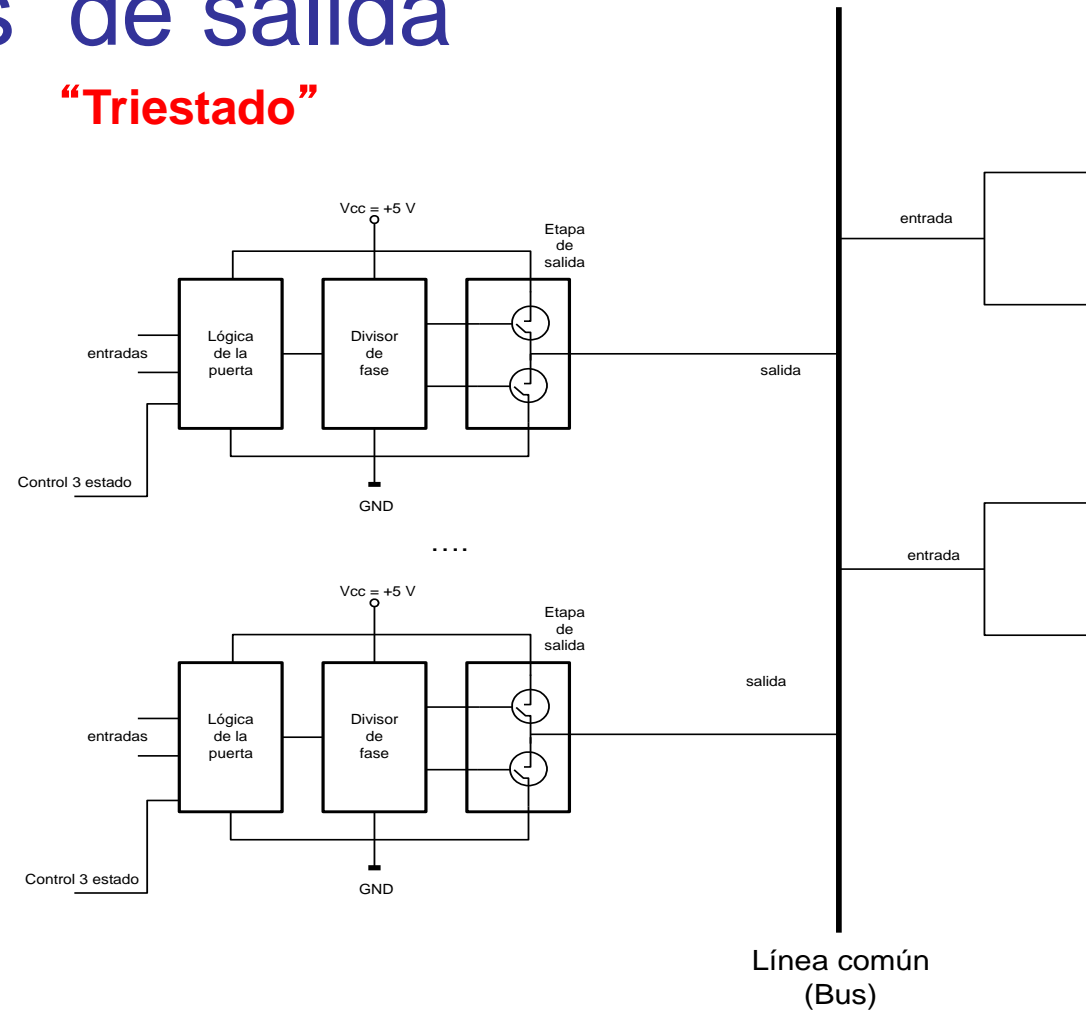 s de salida
“Triestado”
Vcc = +5 V
Etapa
de
salida
entrada
Lógica
de la
puerta
Divisor
de
fase
entradas
salida
Control 3 estado
GND
....
Vcc = +5 V
Etapa
de
salida
entrada
Lógica
de la
puerta
Divisor
de
fase
entradas
salida
Control 3 estado
GND
Línea común
(Bus)